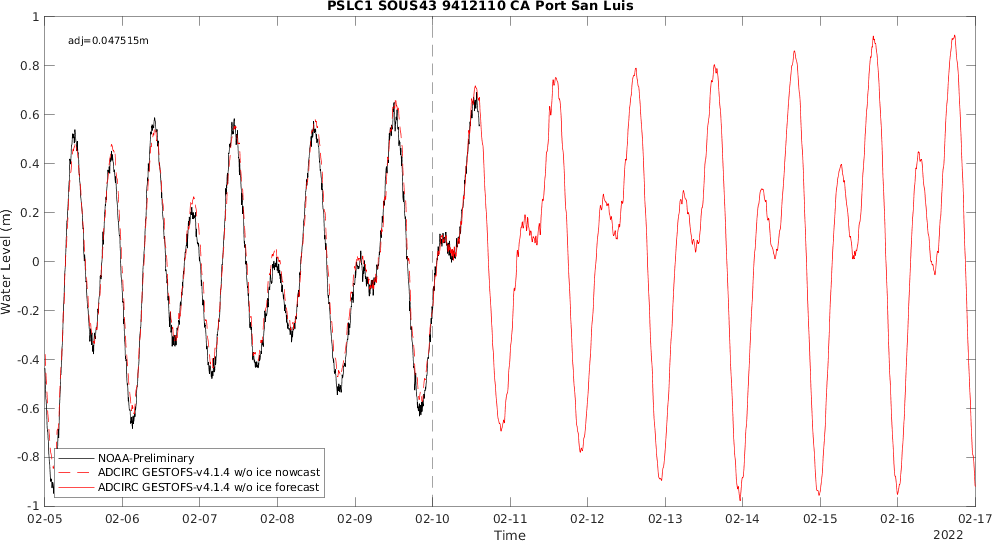 PSLC1 SOUS43 9412110 CA Port San Luis
adj=0.047515m
1
0.8
0.6
0.4
0.2
0
-0.2
-0.4
-0.6
-0.8
-1
Water Level (m)
NOAA-Preliminary
ADCIRC GESTOFS-v4.1.4 w/o ice nowcast
ADCIRC GESTOFS-v4.1.4 w/o ice forecast
02-05 02-06 02-07 02-08 02-09 02-10 02-11 02-12 02-13 02-14 02-15 02-16 02-17
Time
2022